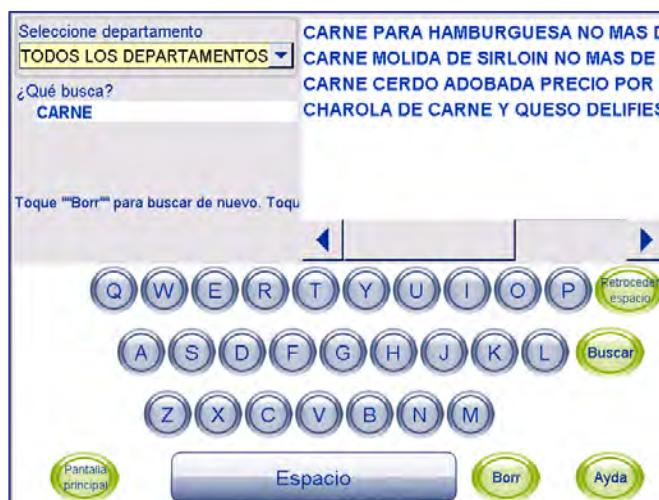 Seleccione departamento
TODOS LOS DEPARTAMENTOS
¿Qué busca?
CARNE
Toque ""Borr"" para buscar de nuevo. Toqu
CARNE PARA HAMBURGUESA NO MAS D
CARNE MOLIDA DE SIRLOIN NO MAS DE
CARNE CERDO ADOBADA PRECIO POR
CHAROLA DE CARNE Y QUESO DELIFIES
Q W E R T Y U I O P Retroceder espacio
A S D F G H J K L Buscar
Z X C V B N M
Pantalla principal Espacio Borr Ayda